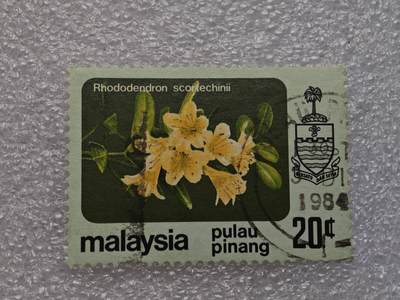 Rhododendron scortechinii
malaysia
pulau
pinang
20¢
1984